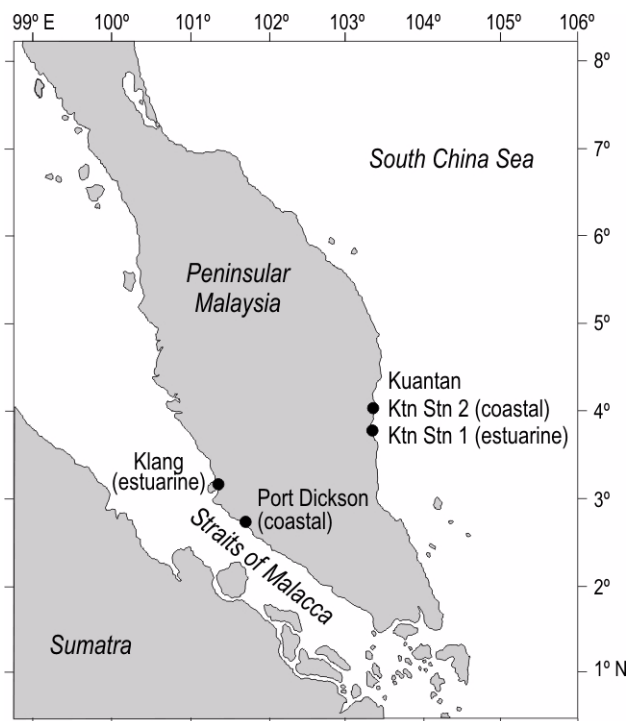 99º E 100º 101º 102º 103º 104º 105º 106º
8º
South China Sea
7º
6º
Peninsular
Malaysia
5º
Kuantan
Ktn Stn 2 (coastal)
4º
Ktn Stn 1 (estuarine)
Klang
(estuarine)
Port Dickson
(coastal)
3º
Straits of Malacca
2º
Sumatra
1º N